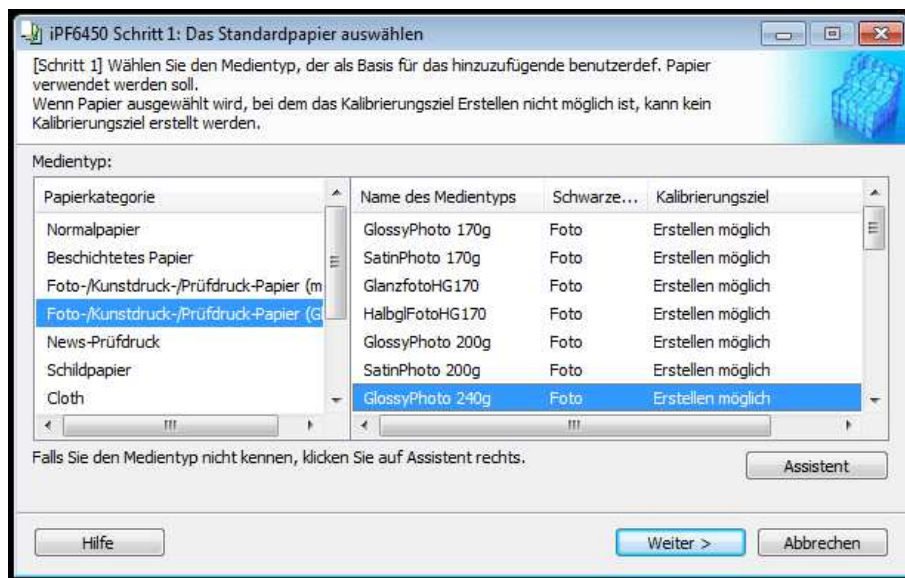 iPF6450 Schritt 1: Das Standardpapier auswählen
[Schritt 1] Wählen Sie den Medientyp, der als Basis für das hinzuzufügende benutzerdef. Papier
verwendet werden soll.
Wenn Papier ausgewählt wird, bei dem das Kalibrierungsziel Erstellen nicht möglich ist, kann kein
Kalibrierungsziel erstellt werden.
Medientyp:
Papierkategorie
Normalpapier
Beschichtetes Papier
Foto-/Kunstdruck-/Prüfdruck-Papier (m
Foto-/Kunstdruck-/Prüfdruck-Papier (Gl
News-Prüfdruck
Schildpapier
Cloth
Name des Medientyps Schwarze... Kalibrierungsziel
GlossyPhoto 170g Foto Erstellen möglich
SatinPhoto 170g Foto Erstellen möglich
GlanzfotoHG170 Foto Erstellen möglich
HalbglFotoHG170 Foto Erstellen möglich
GlossyPhoto 200g Foto Erstellen möglich
SatinPhoto 200g Foto Erstellen möglich
GlossyPhoto 240g Foto Erstellen möglich
Falls Sie den Medientyp nicht kennen, klicken Sie auf Assistent rechts.
Assistent
Hilfe Weiter > Abbrechen